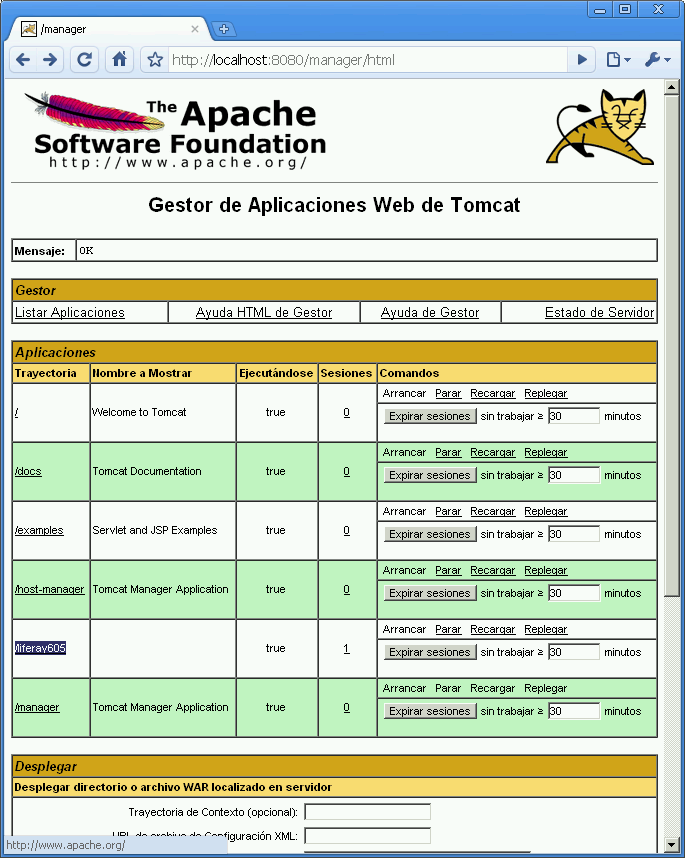 /manager
http://localhost:8080/manager/html
The Apache
Software Foundation
http://www.apache.org/
Gestor de Aplicaciones Web de Tomcat
Mensaje: OK
Gestor
Listar Aplicaciones Ayuda HTML de Gestor Ayuda de Gestor Estado de Servidor
Aplicaciones
Trayectoria Nombre a Mostrar Ejecutándose Sesiones Comandos
Arrancar Parar Recargar Replegar
/ Welcome to Tomcat true 0
Expirar sesiones sin trabajar ≥ 30 minutos
Arrancar Parar Recargar Replegar
/docs Tomcat Documentation true 0
Expirar sesiones sin trabajar ≥ 30 minutos
Arrancar Parar Recargar Replegar
/examples Servlet and JSP Examples true 0
Expirar sesiones sin trabajar ≥ 30 minutos
Arrancar Parar Recargar Replegar
/host-manager Tomcat Manager Application true 0
Expirar sesiones sin trabajar ≥ 30 minutos
Arrancar Parar Recargar Replegar
/liferay605 true 1
Expirar sesiones sin trabajar ≥ 30 minutos
Arrancar Parar Recargar Replegar
/manager Tomcat Manager Application true 0
Expirar sesiones sin trabajar ≥ 30 minutos
Desplegar
Desplegar directorio o archivo WAR localizado en servidor
Trayectoria de Contexto (opcional):
URL de archivo de Configuración XML:
http://www.apache.org/